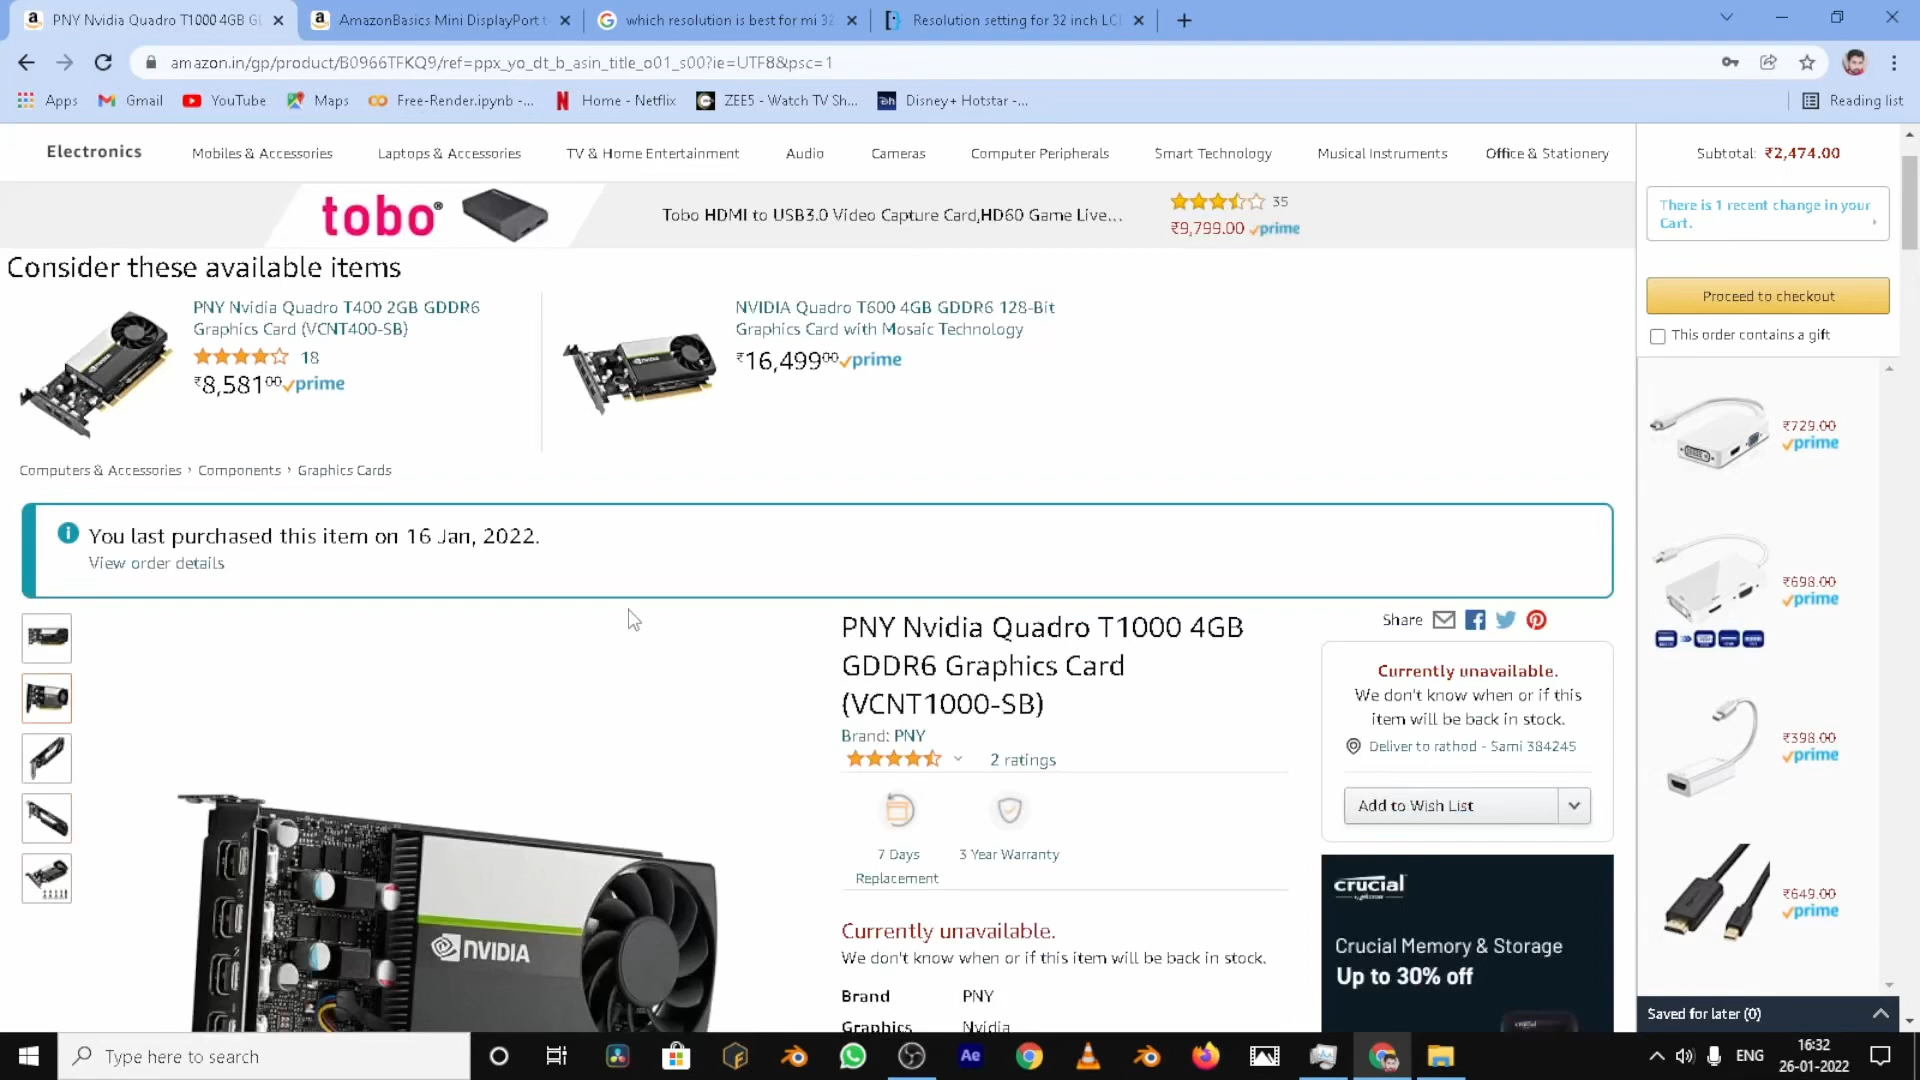 PNY Nvidia Quadro T1000 4GB G
AmazonBasics Mini DisplayPort t
which resolution is best for mi 32
Resolution setting for 32 inch LC
amazon.in/gp/product/B0966TFKQ9/ref=ppx_yo_dt_b_asin_title_o01_s00?ie=UTF8&psc=1
Apps
Gmail
YouTube
Maps
Free-Render.ipynb -...
Home - Netflix
ZEE5 - Watch TV Sh...
Disney+ Hotstar -...
Reading list
Electronics
Mobiles & Accessories
Laptops & Accessories
TV & Home Entertainment
Audio
Cameras
Computer Peripherals
Smart Technology
Musical Instruments
Office & Stationery
Subtotal: ₹2,474.00
There is 1 recent change in your
Cart.
Proceed to checkout
This order contains a gift
tobo®
Tobo HDMI to USB3.0 Video Capture Card,HD60 Game Live...
35
₹9,799.00 prime
Consider these available items
PNY Nvidia Quadro T400 2GB GDDR6
Graphics Card (VCNT400-SB)
18
₹8,58100 prime
NVIDIA Quadro T600 4GB GDDR6 128-Bit
Graphics Card with Mosaic Technology
₹16,49900 prime
Computers & Accessories › Components › Graphics Cards
You last purchased this item on 16 Jan, 2022.
View order details
PNY Nvidia Quadro T1000 4GB
GDDR6 Graphics Card
(VCNT1000-SB)
Brand: PNY
2 ratings
7 Days
Replacement
3 Year Warranty
Currently unavailable.
We don't know when or if this item will be back in stock.
Brand PNY
Graphics Nvidia
NVIDIA
Share
Currently unavailable.
We don't know when or if this
item will be back in stock.
Deliver to rathod - Sami 384245
Add to Wish List
crucial
Crucial Memory & Storage
Up to 30% off
₹729.00
prime
₹698.00
prime
₹398.00
prime
₹649.00
prime
Saved for later (0)
Type here to search
Ae
ENG
16:32
26-01-2022